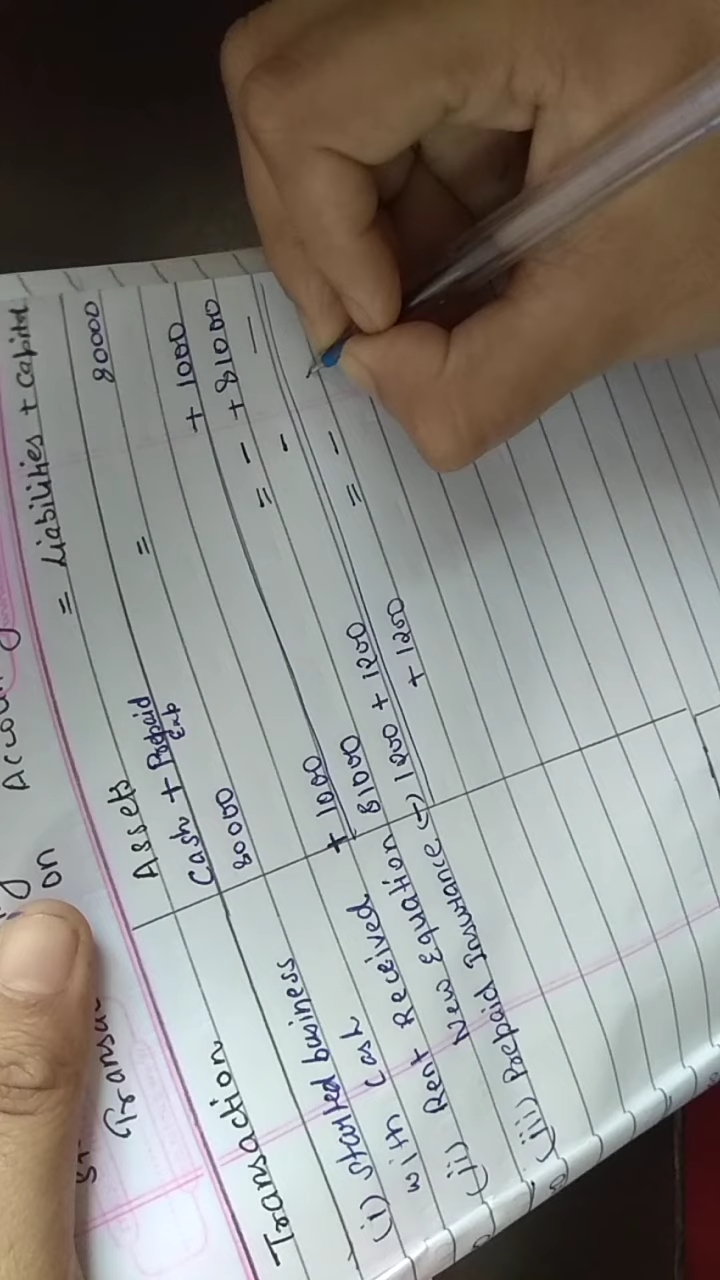 Accoun
on
Transa
Transaction
Assets = Liabilities + Capital
Cash + Prepaid Exp
(i) Started business 80000 = 80000
with Cash
(ii) Rent Received + 1000 + 1000
New Equation 81000 = - + 81000
(iii) Prepaid Insurance (-) 1200 + 1200 - -
+ 1200 = -